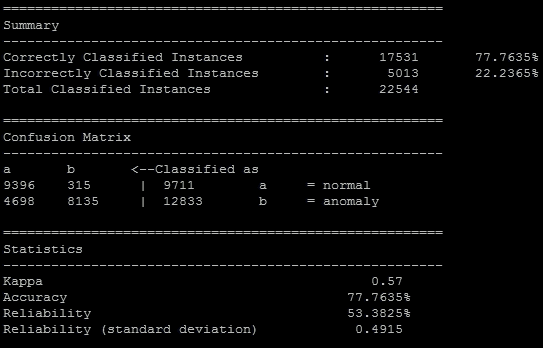 =======================================================
Summary
-------------------------------------------------------
Correctly Classified Instances          :      17531       77.7635%
Incorrectly Classified Instances        :       5013       22.2365%
Total Classified Instances              :      22544
=======================================================
Confusion Matrix
-------------------------------------------------------
a       b       <--Classified as
9396    315      |  9711        a     = normal
4698    8135     |  12833       b     = anomaly
=======================================================
Statistics
-------------------------------------------------------
Kappa                                         0.57
Accuracy                                   77.7635%
Reliability                                53.3825%
Reliability (standard deviation)            0.4915